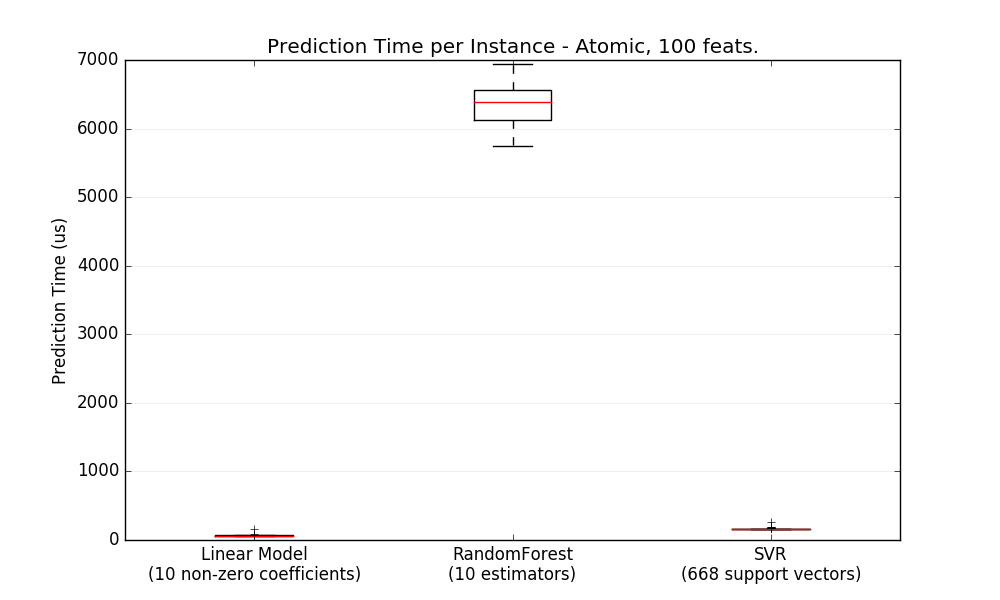 Prediction Time per Instance - Atomic, 100 feats.
7000
6000
5000
4000
3000
2000
1000
0
Prediction Time (us)
Linear Model
(10 non-zero coefficients)
RandomForest
(10 estimators)
SVR
(668 support vectors)